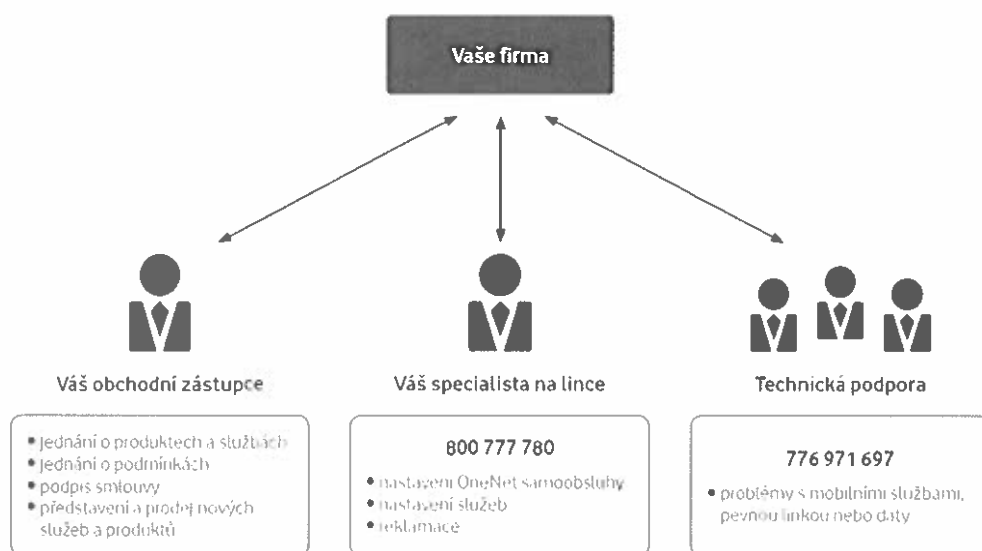 Vaše firma
Váš obchodní zástupce
• jednání o produktech a službách
• jednání o podmínkách
• podpis smlouvy
• představení a prodej nových
služeb a produktů
Váš specialista na lince
800 777 780
• nastavení OneNet samoobsluhy
• nastavení služeb
• reklamace
Technická podpora
776 971 697
• problémy s mobilními službami,
pevnou linkou nebo daty